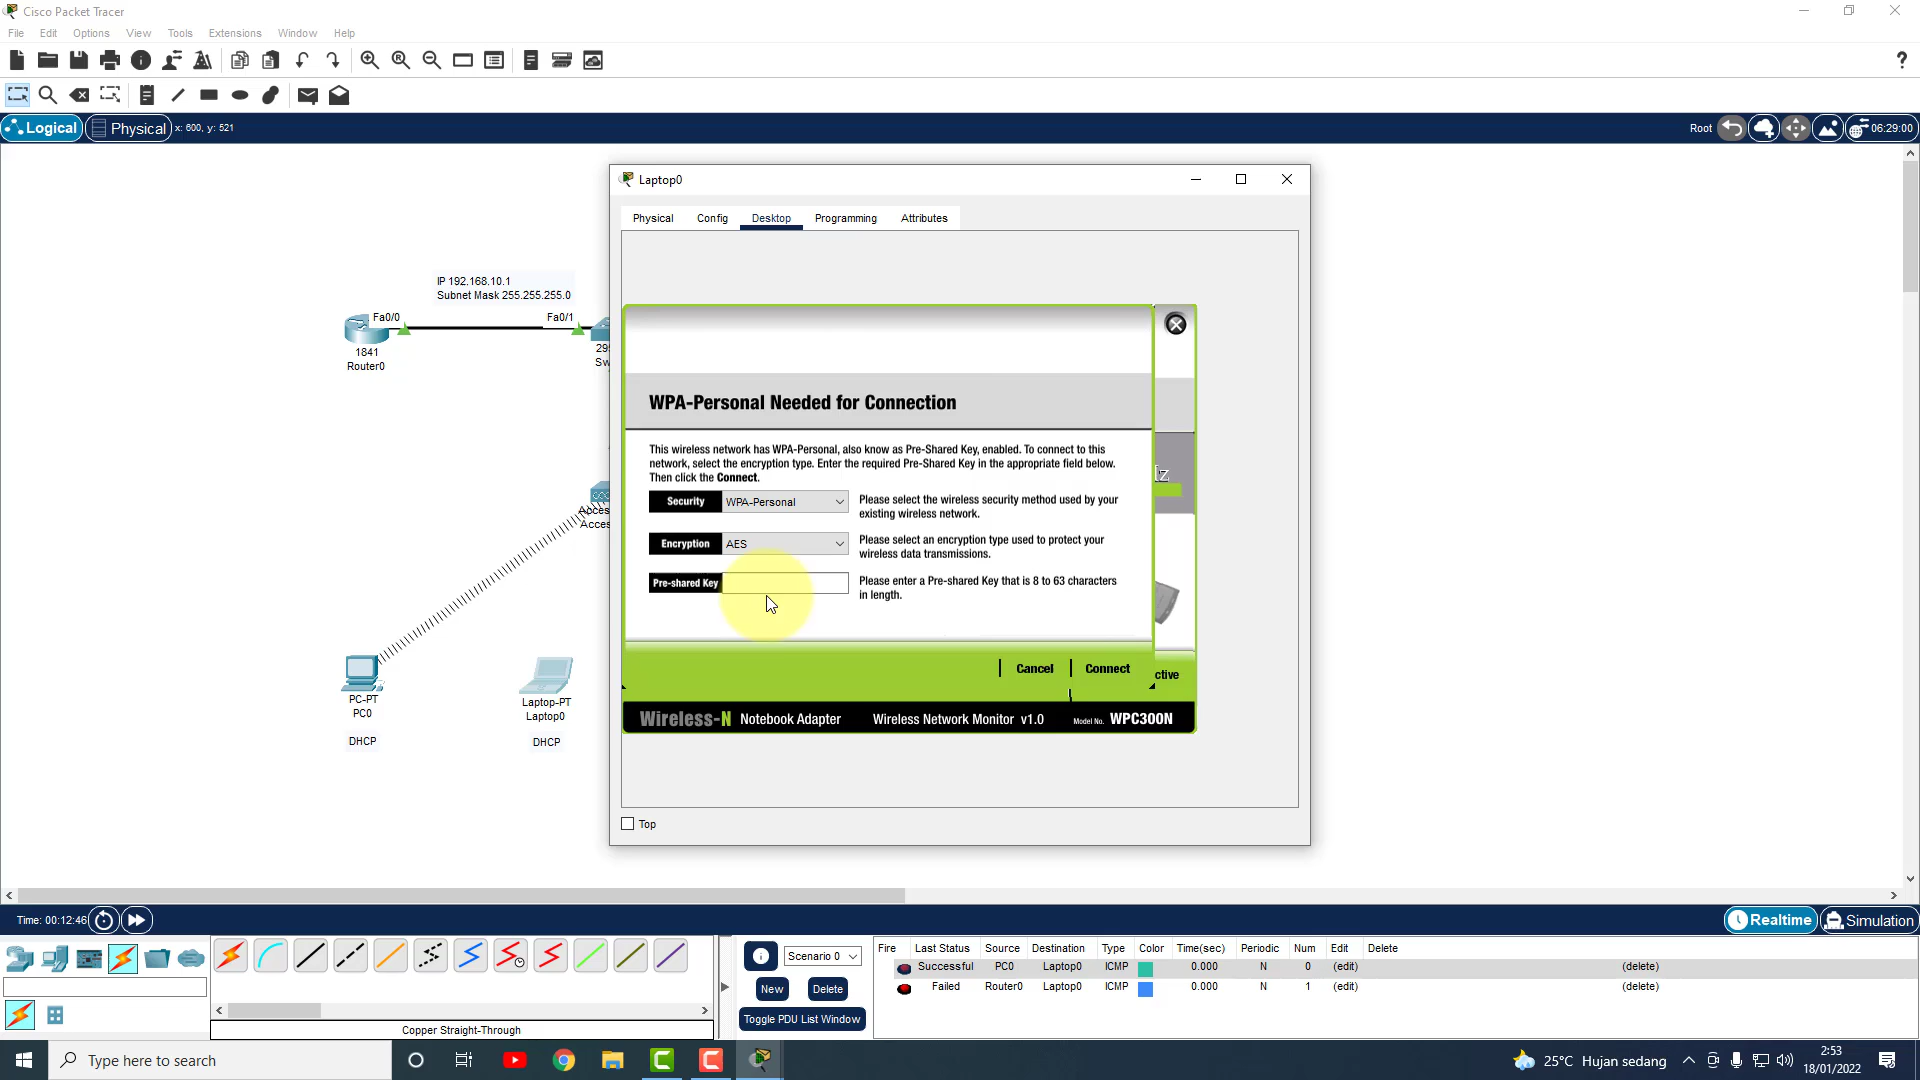 Cisco Packet Tracer
File Edit Options View Tools Extensions Window Help
Logical Physical x: 600, y: 521 Root 06:29:00
Laptop0
Physical Config Desktop Programming Attributes
IP 192.168.10.1
Subnet Mask 255.255.255.0
Fa0/0 Fa0/1
1841
Router0
295
Sw
Acces
Acces
WPA-Personal Needed for Connection
This wireless network has WPA-Personal, also know as Pre-Shared Key, enabled. To connect to this
network, select the encryption type. Enter the required Pre-Shared Key in the appropriate field below.
Then click the Connect.
Security WPA-Personal Please select the wireless security method used by your
existing wireless network.
Encryption AES Please select an encryption type used to protect your
wireless data transmissions.
Pre-shared Key Please enter a Pre-shared Key that is 8 to 63 characters
in length.
Cancel Connect
ctive
Wireless-N Notebook Adapter Wireless Network Monitor v1.0 Model No. WPC300N
PC-PT
PC0
DHCP
Laptop-PT
Laptop0
DHCP
Top
Time: 00:12:46 Realtime Simulation
Scenario 0
New Delete
Toggle PDU List Window
Copper Straight-Through
Fire Last Status Source Destination Type Color Time(sec) Periodic Num Edit Delete
Successful PC0 Laptop0 ICMP 0.000 N 0 (edit) (delete)
Failed Router0 Laptop0 ICMP 0.000 N 1 (edit) (delete)
Type here to search
25°C Hujan sedang
2:53
18/01/2022